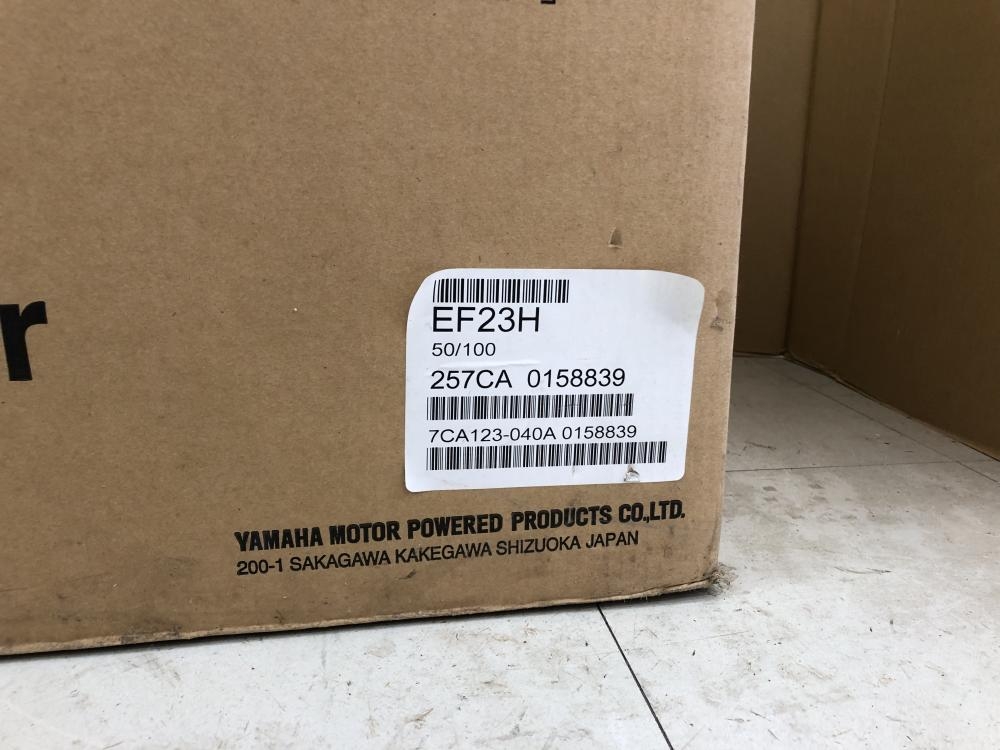 r
EF23H
50/100
257CA 0158839
7CA123-040A 0158839
YAMAHA MOTOR POWERED PRODUCTS CO.,LTD.
200-1 SAKAGAWA KAKEGAWA SHIZUOKA JAPAN